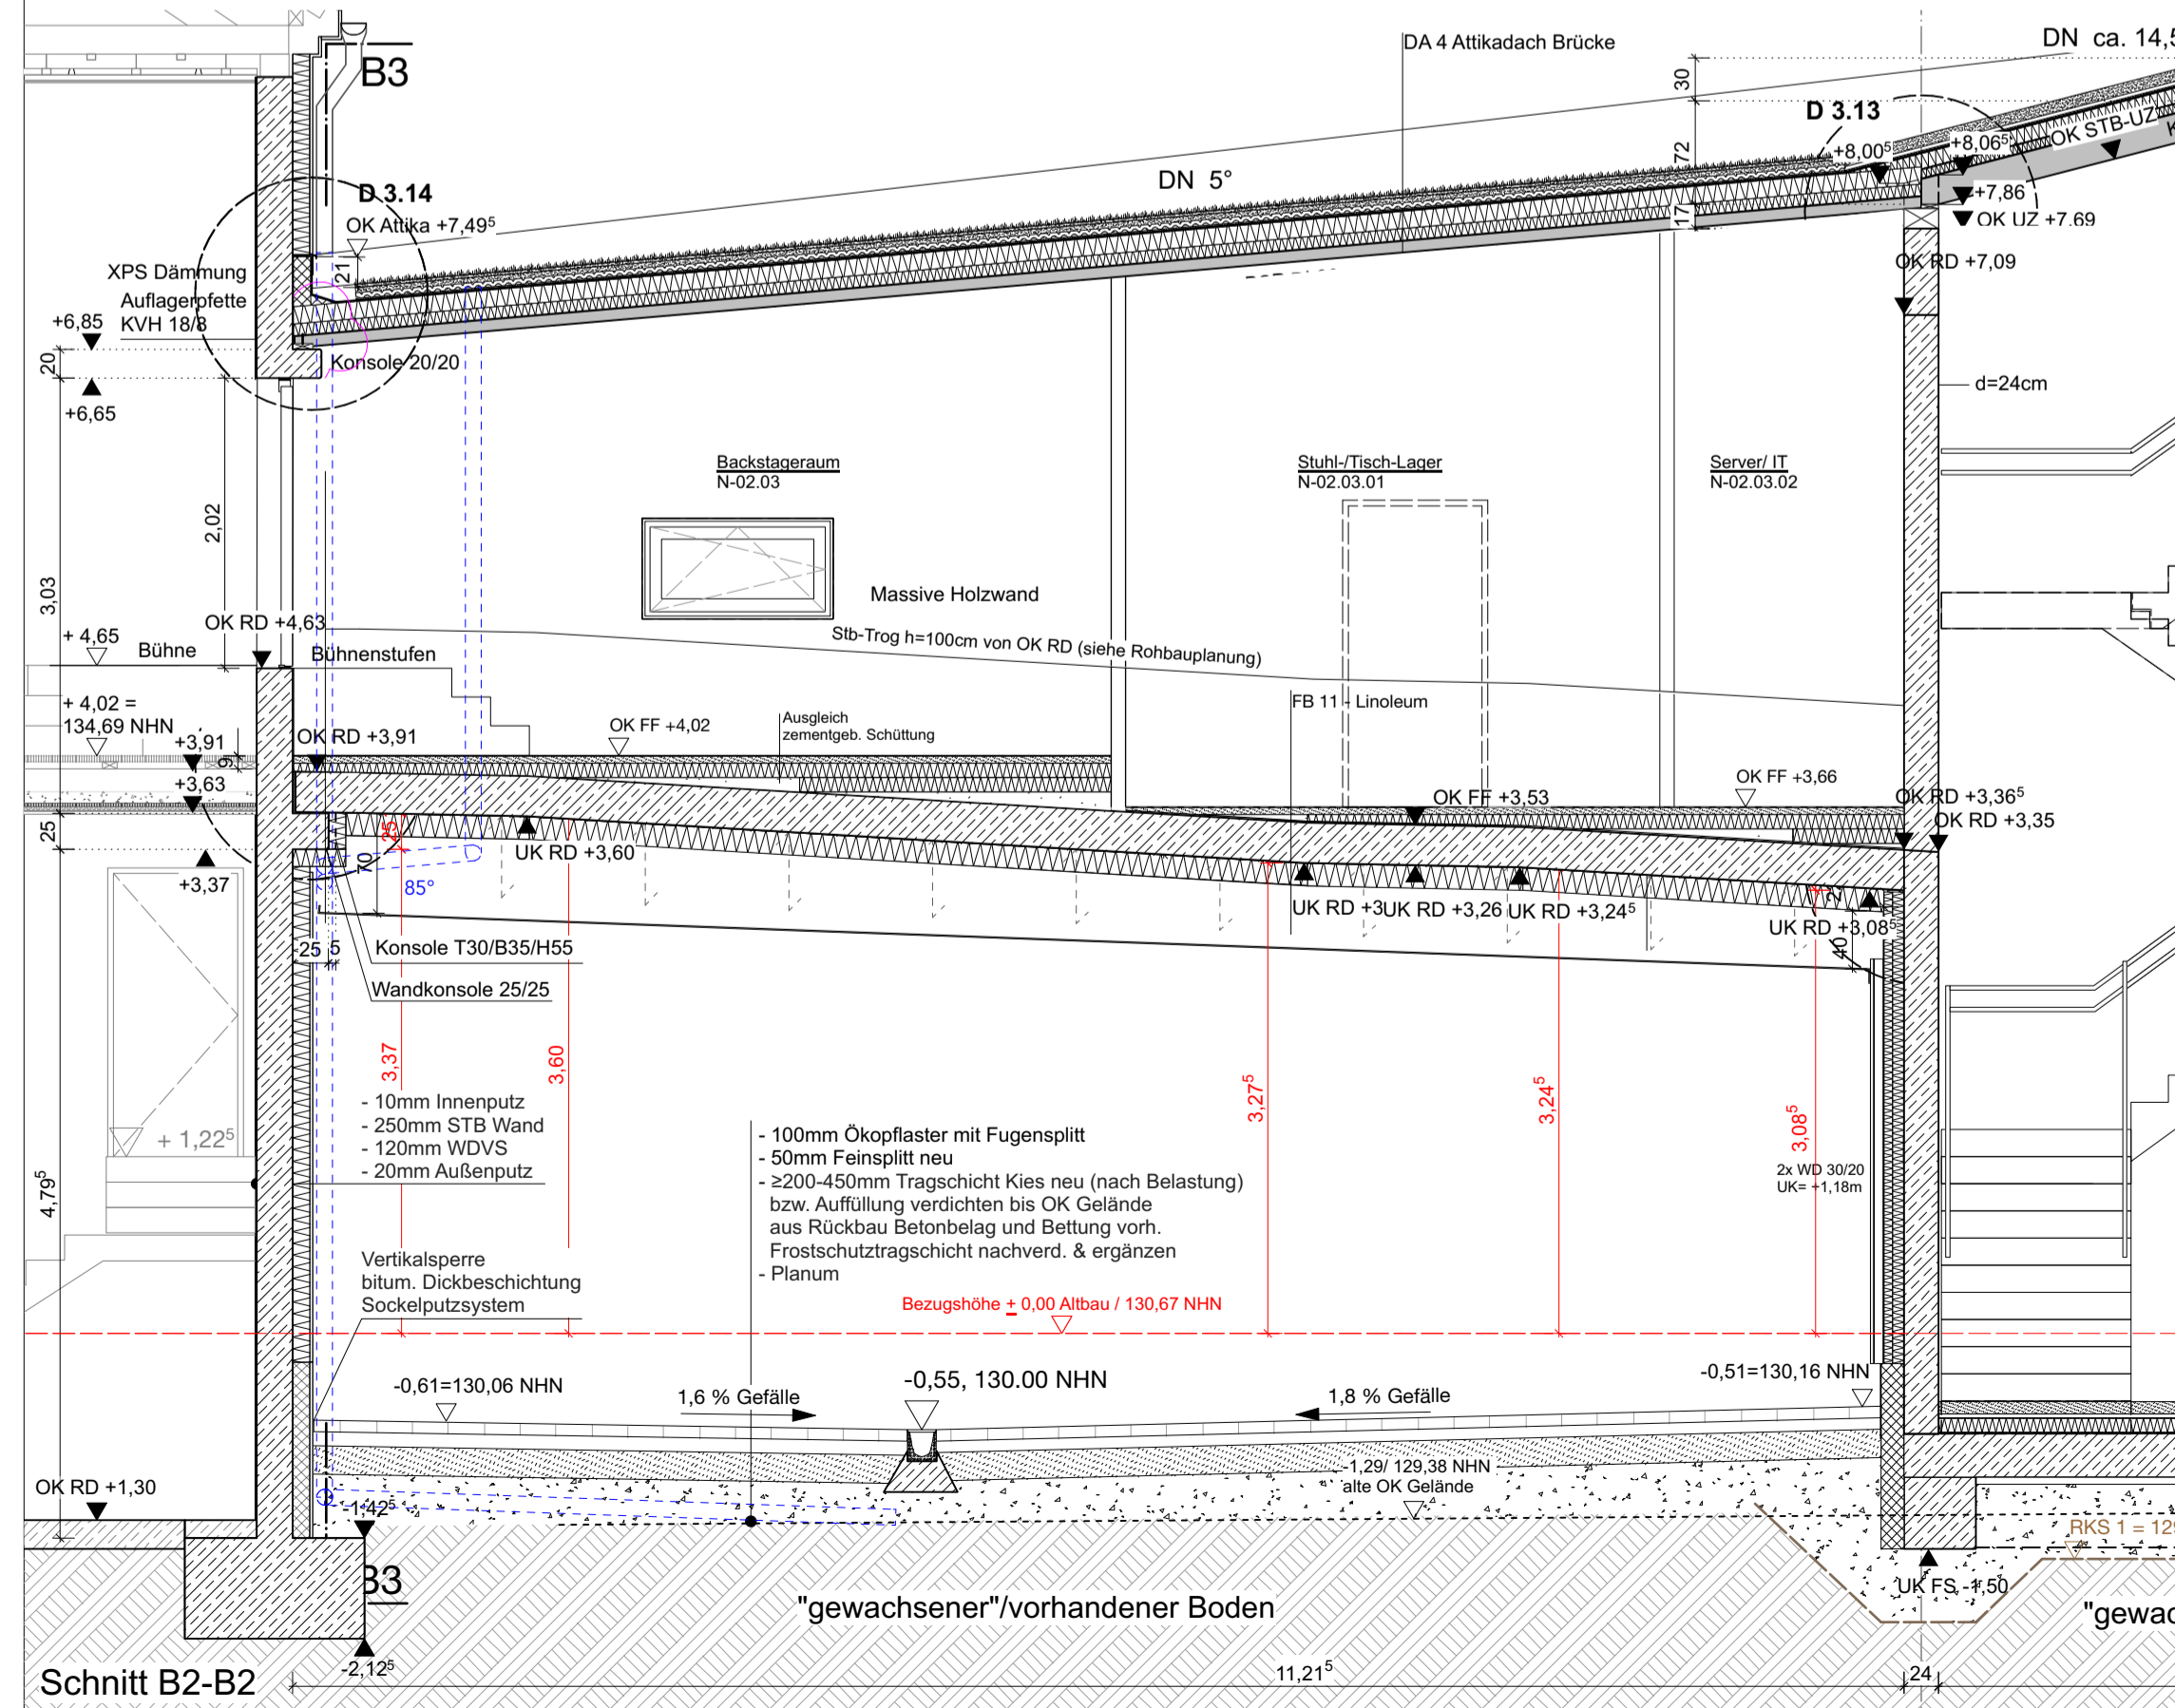 B3
DA 4 Attikadach Brücke
DN ca. 14,5
30
D 3.13
72
+8,00⁵
+8,06⁵
OK STB-UZ
DN 5°
+7,86
17
OK UZ +7.69
D 3.14
OK Attika +7,49⁵
21
OK RD +7,09
XPS Dämmung
Auflagerpfette
KVH 18/8
+6,85
20
Konsole 20/20
+6,65
d=24cm
Backstageraum
N-02.03
Stuhl-/Tisch-Lager
N-02.03.01
Server/ IT
N-02.03.02
2,02
3,03
Massive Holzwand
OK RD +4,63
+ 4,65
Bühne
Bühnenstufen
Stb-Trog h=100cm von OK RD (siehe Rohbauplanung)
+ 4,02 =
134,69 NHN
FB 11 - Linoleum
Ausgleich
zementgeb. Schüttung
OK FF +4,02
OK RD +3,91
+3,91
9
+3,63
OK FF +3,66
OK FF +3,53
OK RD +3,36⁵
OK RD +3,35
25
25
UK RD +3,60
70
85°
+3,37
UK RD +3
UK RD +3,26
UK RD +3,24⁵
UK RD +3,08⁵
40
25
5
Konsole T30/B35/H55
Wandkonsole 25/25
3,37
3,60
3,27⁵
3,24⁵
3,08⁵
- 10mm Innenputz
- 250mm STB Wand
- 120mm WDVS
- 20mm Außenputz
+ 1,22⁵
4,79⁵
- 100mm Ökopflaster mit Fugensplitt
- 50mm Feinsplitt neu
- ≥200-450mm Tragschicht Kies neu (nach Belastung)
bzw. Auffüllung verdichten bis OK Gelände
aus Rückbau Betonbelag und Bettung vorh.
Frostschutztragschicht nachverd. & ergänzen
- Planum
2x WD 30/20
UK= +1,18m
Vertikalsperre
bitum. Dickbeschichtung
Sockelputzsystem
Bezugshöhe ± 0,00 Altbau / 130,67 NHN
-0,61=130,06 NHN
1,6 % Gefälle
-0,55, 130.00 NHN
1,8 % Gefälle
-0,51=130,16 NHN
-1,29/ 129,38 NHN
alte OK Gelände
OK RD +1,30
-1,42⁵
RKS 1 = 129
B3
UK FS -1,50
"gewachsener"/vorhandener Boden
"gewac
-2,12⁵
Schnitt B2-B2
11,21⁵
24